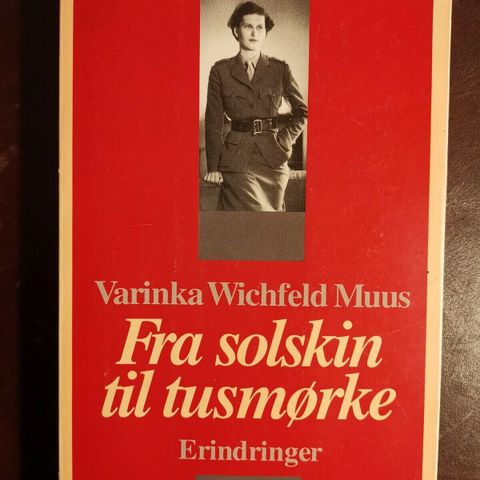 Varinka Wichfeld Muus
Fra solskin
til tusmørke
Erindringer